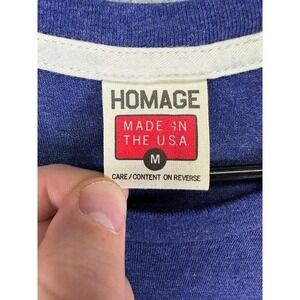 HOMAGE
MADE IN
THE U.S.A.
M
CARE/CONTENT ON REVERSE